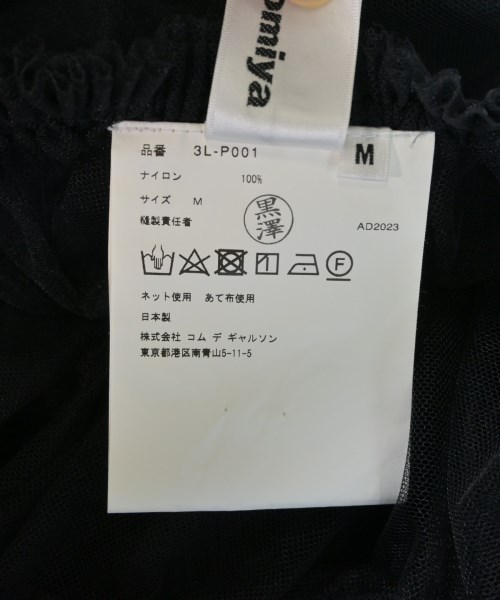 omiya
M
品番 3L-P001
ナイロン 100%
サイズ M
縫製責任者 黒澤 AD2023
F
ネット使用 あて布使用
日本製
株式会社 コム デ ギャルソン
東京都港区南青山5-11-5